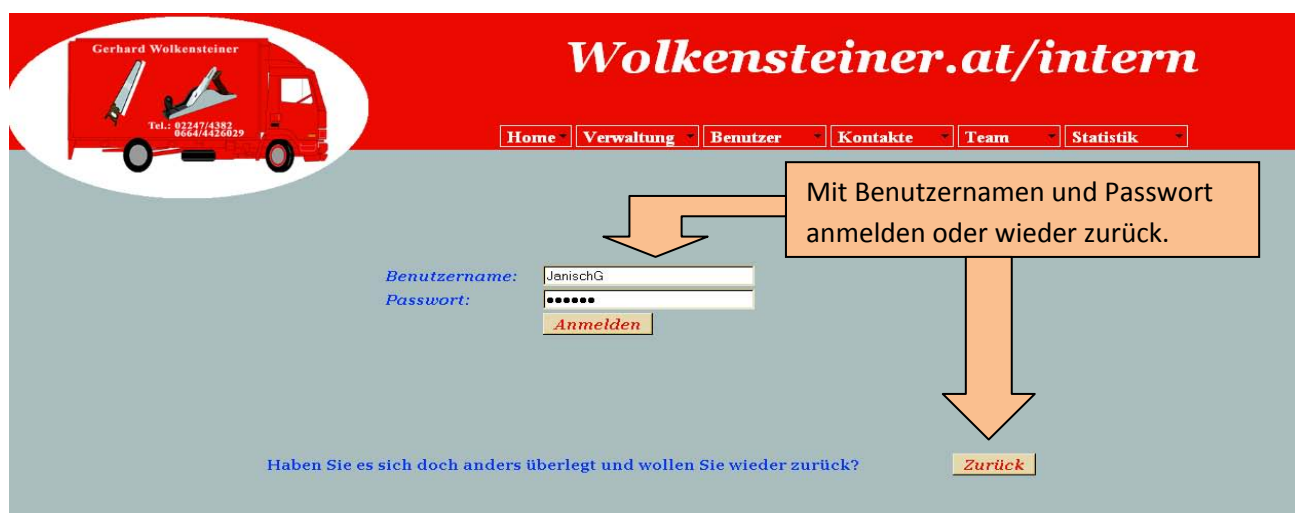 Gerhard Wolkensteiner
Tel.: 02247/4382
0664/4426029
Wolkensteiner.at/intern
Home Verwaltung Benutzer Kontakte Team Statistik
Mit Benutzernamen und Passwort
anmelden oder wieder zurück.
Benutzername: JanischG
Passwort: ●●●●●●
Anmelden
Haben Sie es sich doch anders überlegt und wollen Sie wieder zurück? Zurück